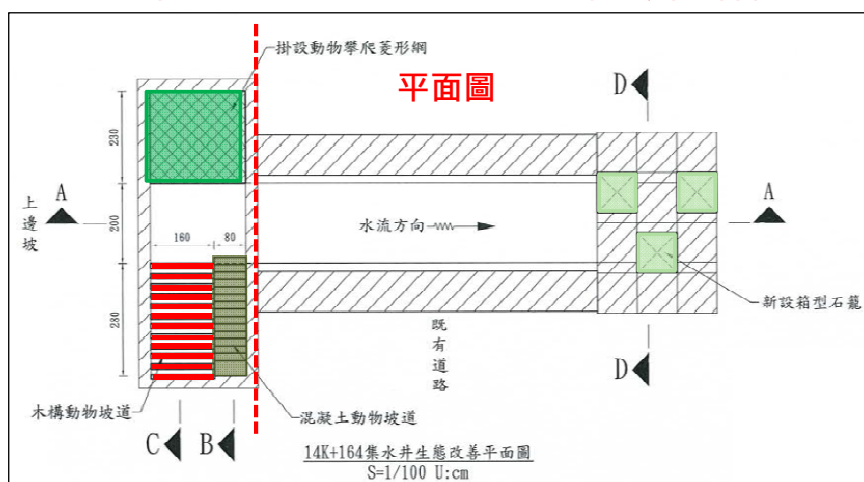 掛設動物攀爬菱形網
平面圖
D
230
A
上邊坡
200
160
80
水流方向
A
280
新設箱型石籠
既有道路
D
木構動物坡道
混凝土動物坡道
C
B
14K+164集水井生態改善平面圖
S=1/100 U:cm